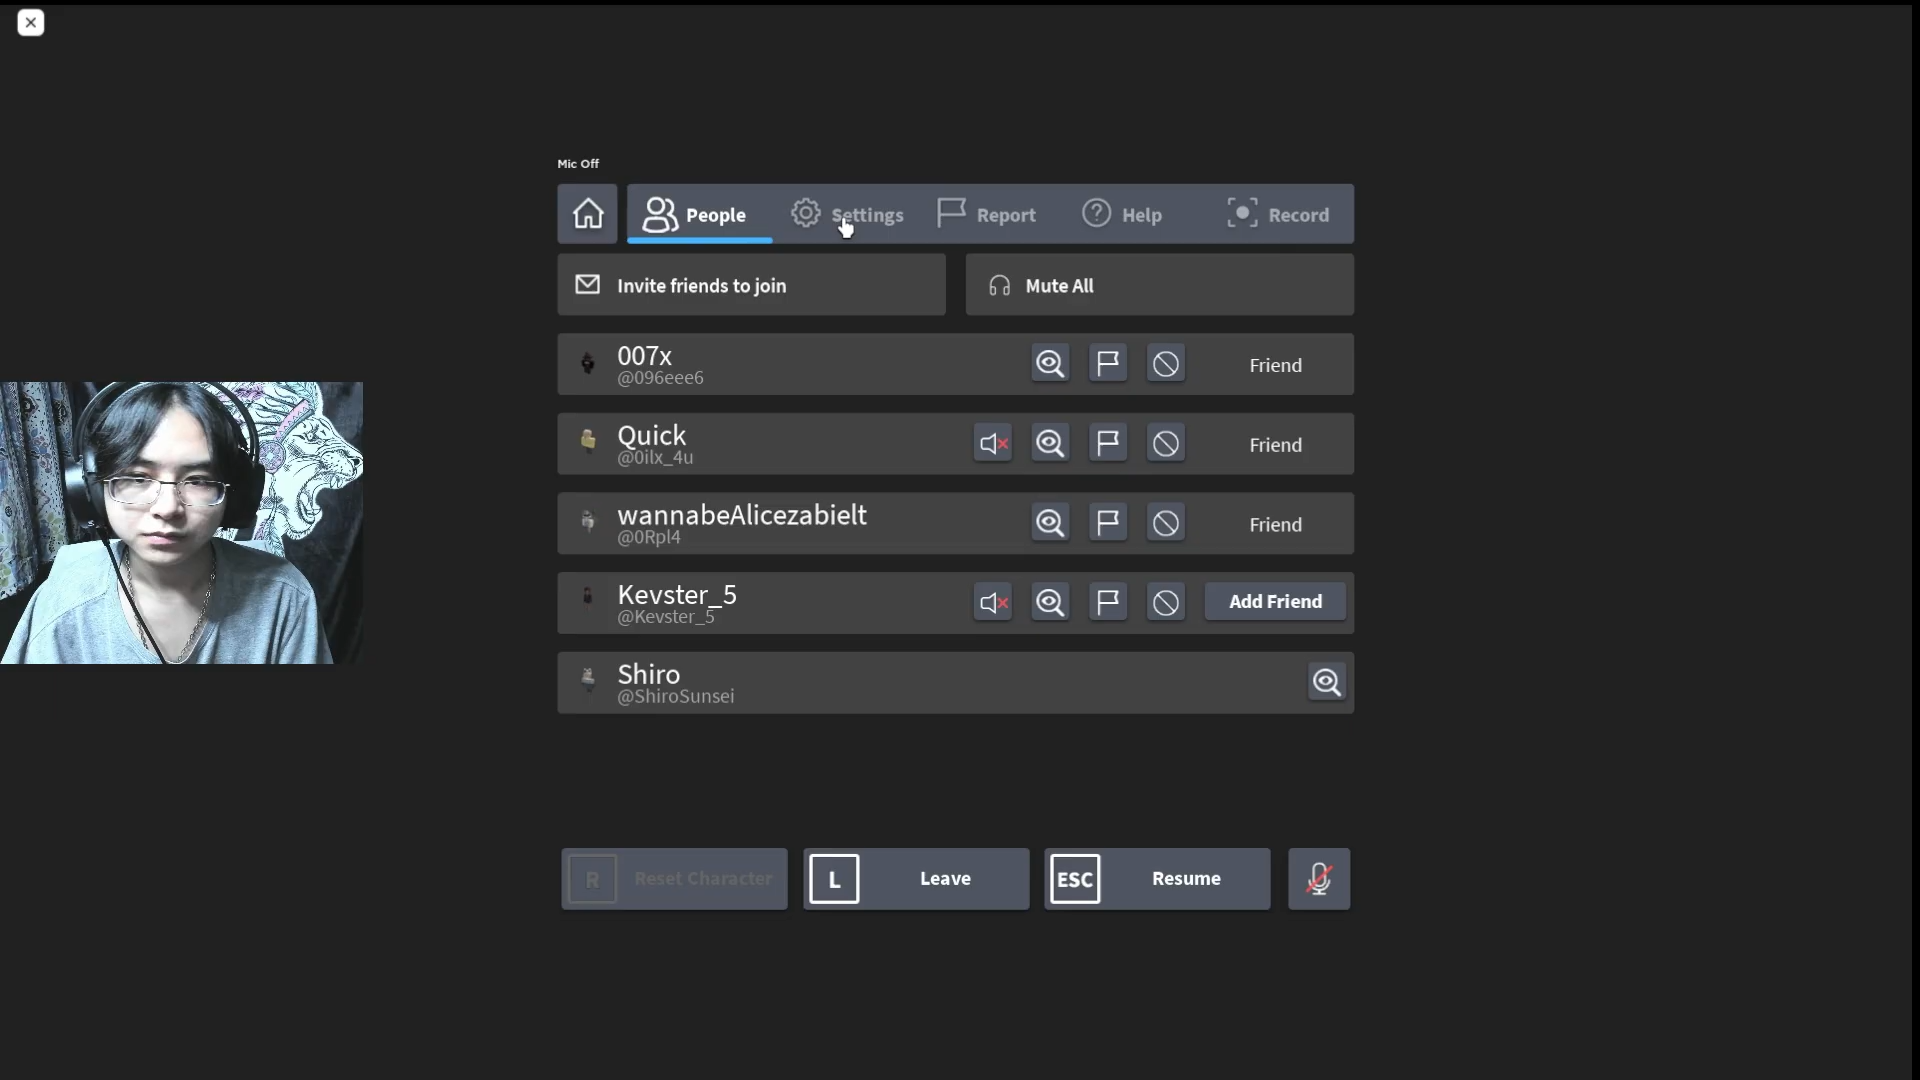 Mic Off
People Settings Report Help Record
Invite friends to join Mute All
007x
@096eee6
Friend
Quick
@0ilx_4u
Friend
wannabeAlicezabielt
@0Rpl4
Friend
Kevster_5
@Kevster_5
Add Friend
Shiro
@ShiroSunsei
R Reset Character L Leave ESC Resume